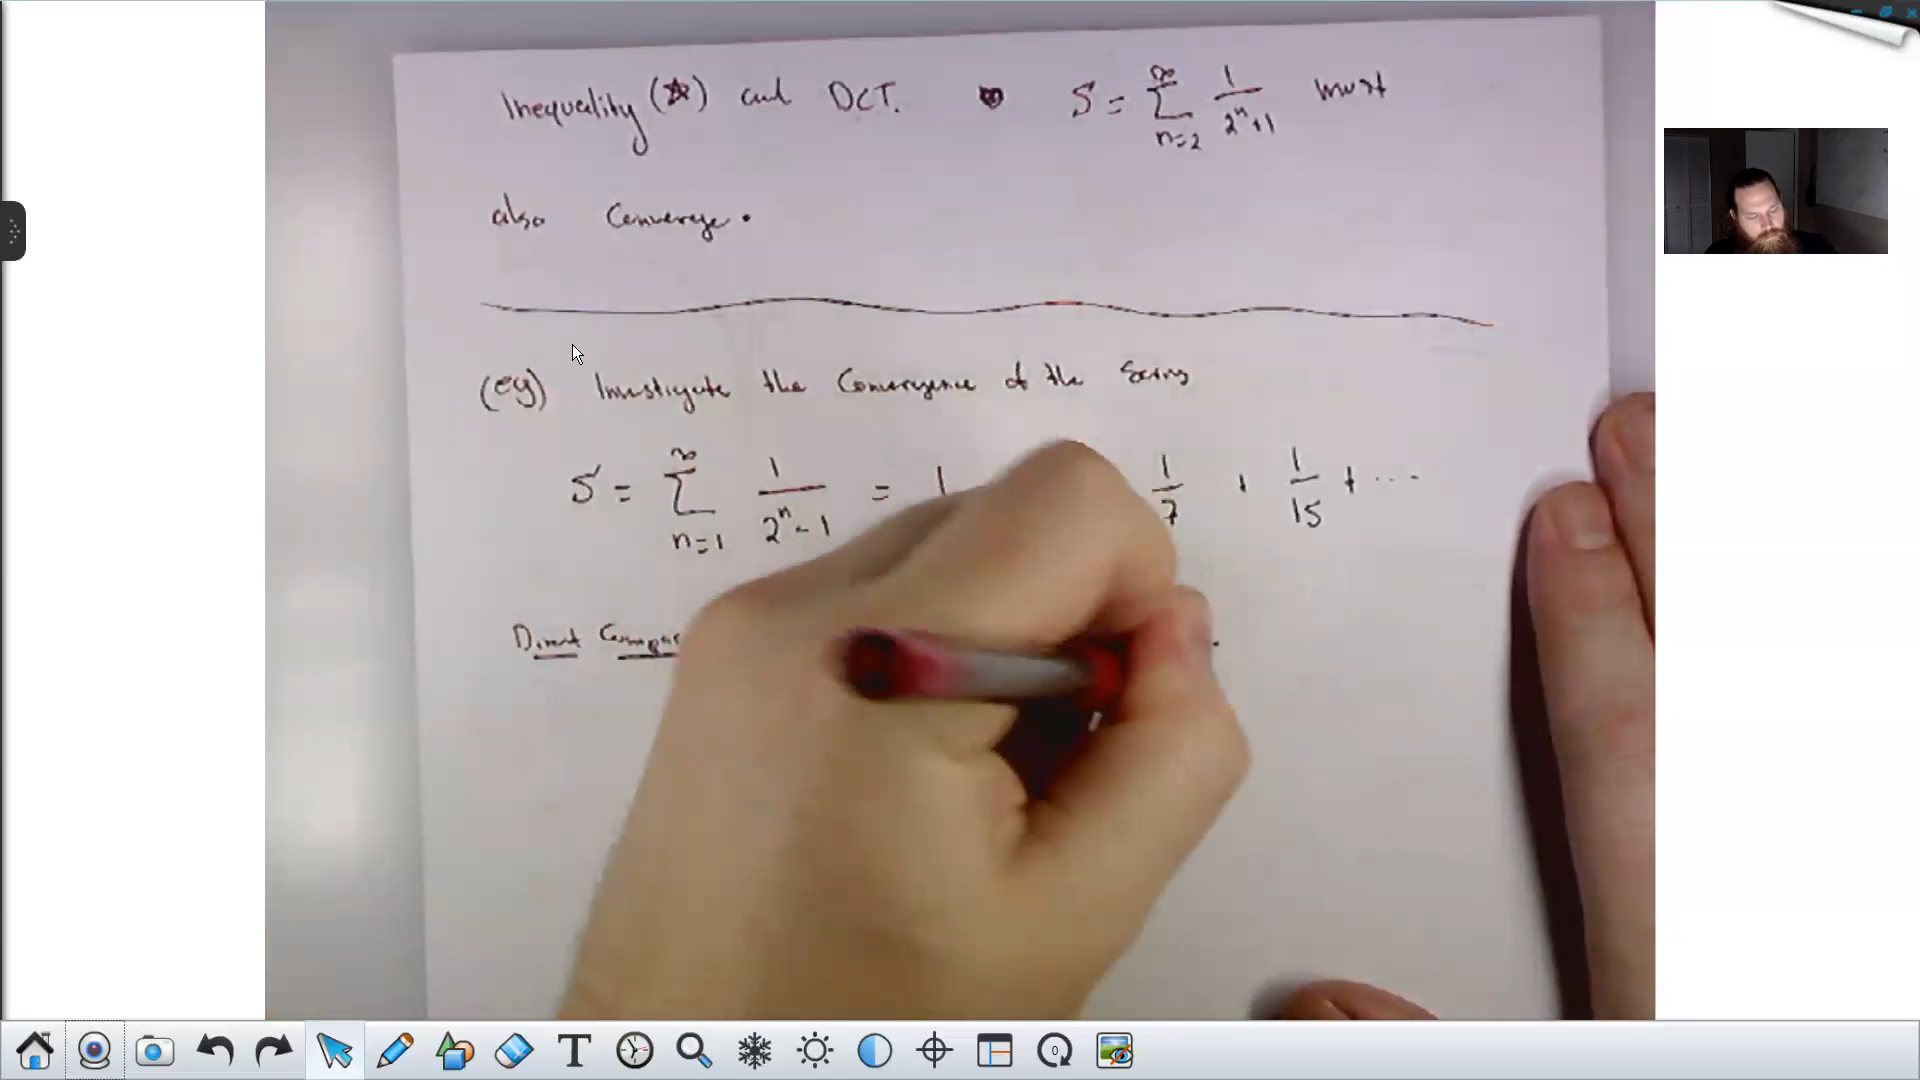 Inequality (☆) and DCT. S = ∑_{n=2}^{∞} 1/(2^n+1) must
also Converge.
(eg) Investigate the Convergence of the Series
S = ∑_{n=1}^{∞} 1/(2^n-1) = 1 1/7 + 1/15 + ...
Direct
T
0